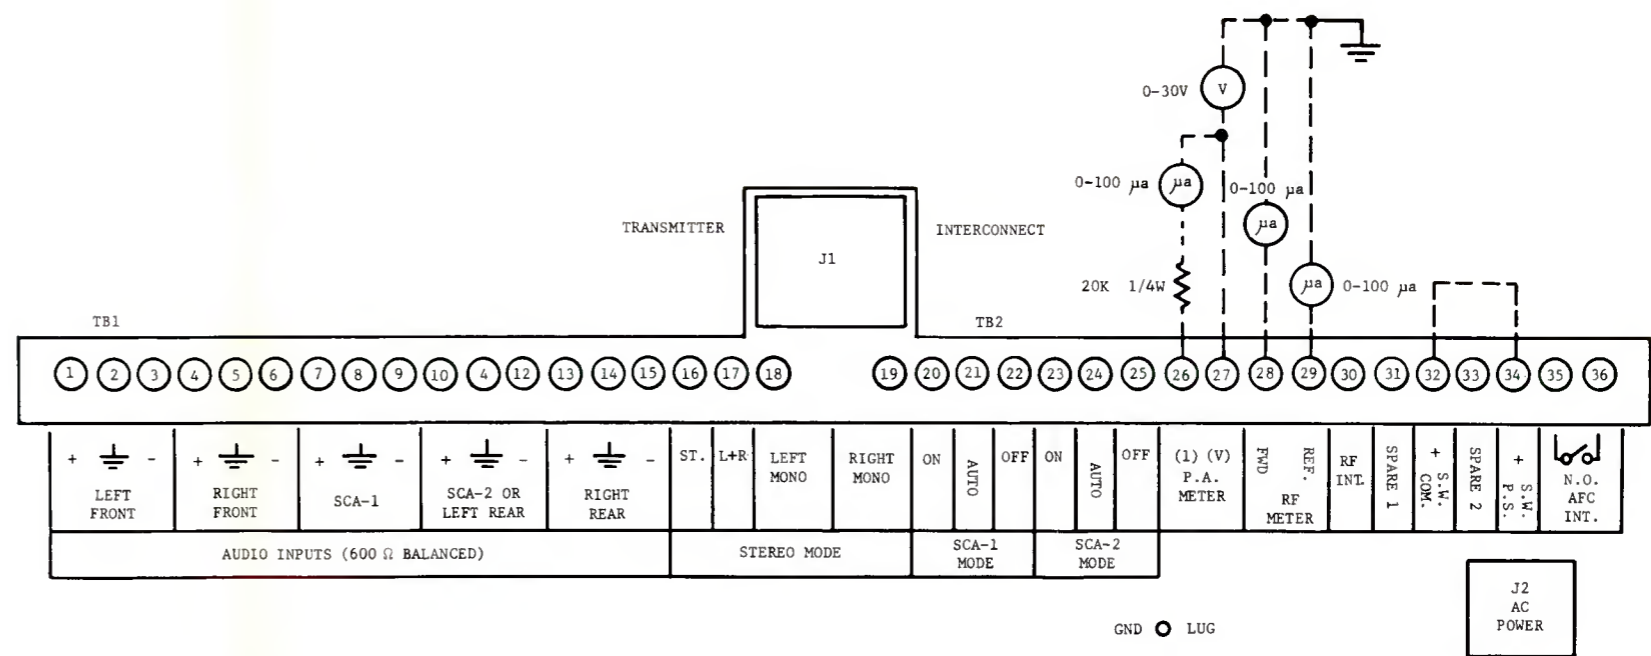 0-30V V
0-100 µa µa 0-100 µa
µa
TRANSMITTER INTERCONNECT
J1
20K 1/4W µa 0-100 µa
TB1 TB2
1 2 3 4 5 6 7 8 9 10 4 12 13 14 15 16 17 18 19 20 21 22 23 24 25 26 27 28 29 30 31 32 33 34 35 36
+ -
LEFT
FRONT
+ -
RIGHT
FRONT
+ -
SCA-1
+ -
SCA-2 OR
LEFT REAR
+ -
RIGHT
REAR
ST.
L+R
LEFT
MONO
RIGHT
MONO
ON
AUTO
OFF
ON
AUTO
OFF
(1) (V)
P.A.
METER
FWD REF.
RF
METER
RF
INT.
SPARE 1
+ S.W.
COM.
SPARE 2
+ S.W.
P.S.
N.O.
AFC
INT.
AUDIO INPUTS (600 Ω BALANCED)
STEREO MODE
SCA-1
MODE
SCA-2
MODE
GND LUG
J2
AC
POWER